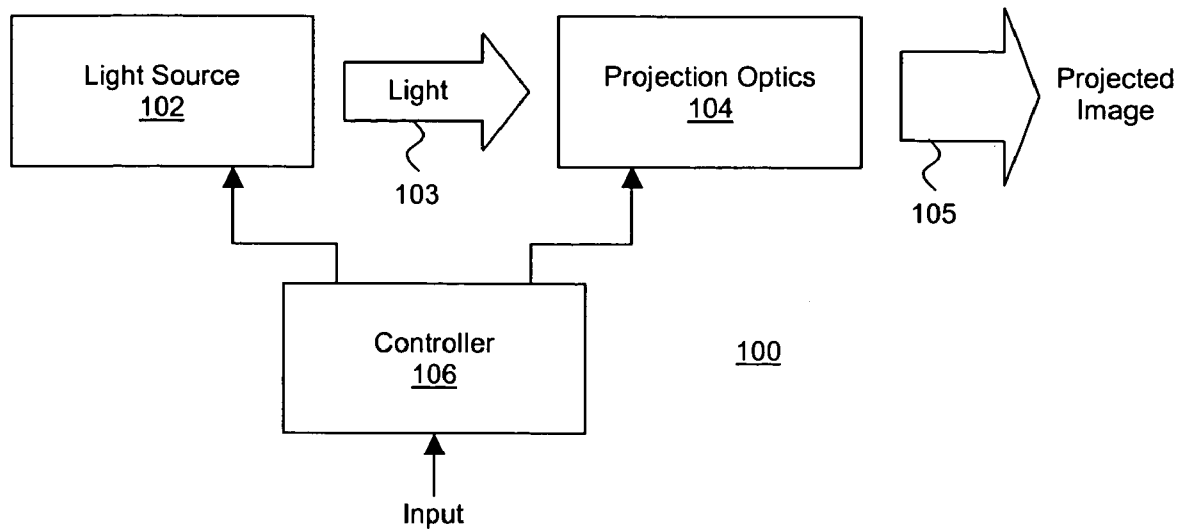 Light Source
102
Light
103
Projection Optics
104
105
Projected
Image
Controller
106
100
Input